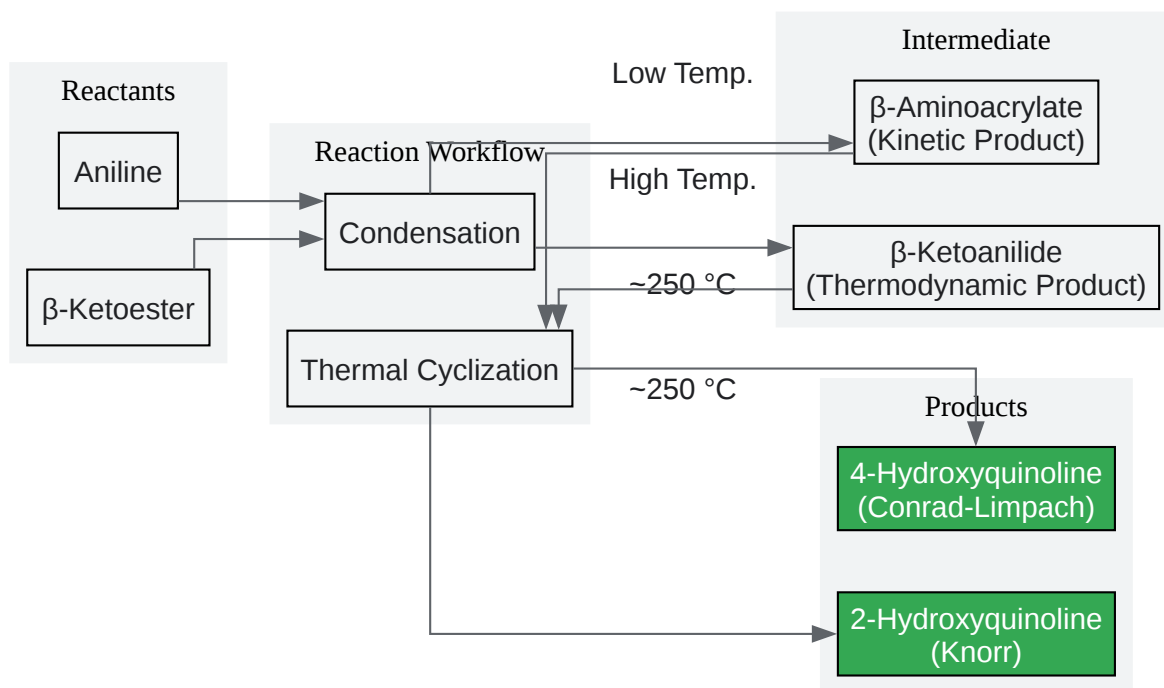 Reactants
Aniline
β-Ketoester
Reaction Workflow
Condensation
Thermal Cyclization
Low Temp.
High Temp.
~250 °C
~250 °C
Intermediate
β-Aminoacrylate
(Kinetic Product)
β-Ketoanilide
(Thermodynamic Product)
Products
4-Hydroxyquinoline
(Conrad-Limpach)
2-Hydroxyquinoline
(Knorr)